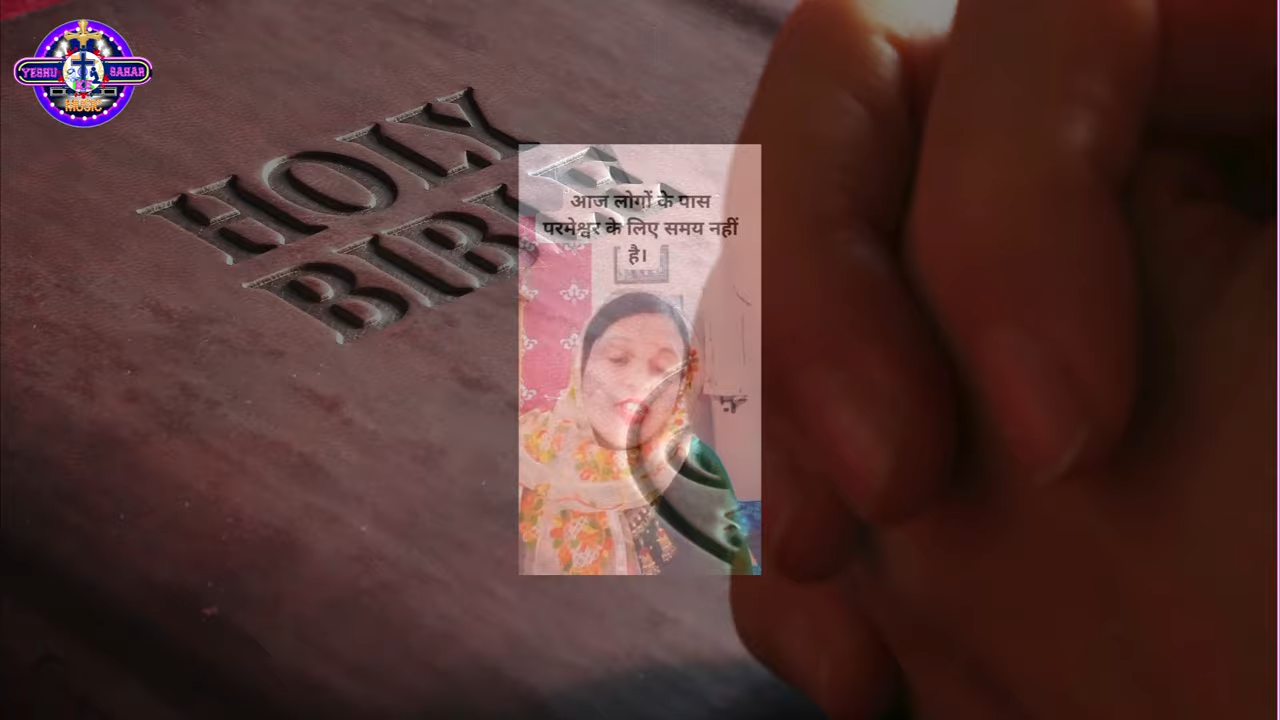 YESHU
SAHAR
MUSIC
HOLY
BIBLE
आज लोगों के पास
परमेश्वर के लिए समय नहीं
है।